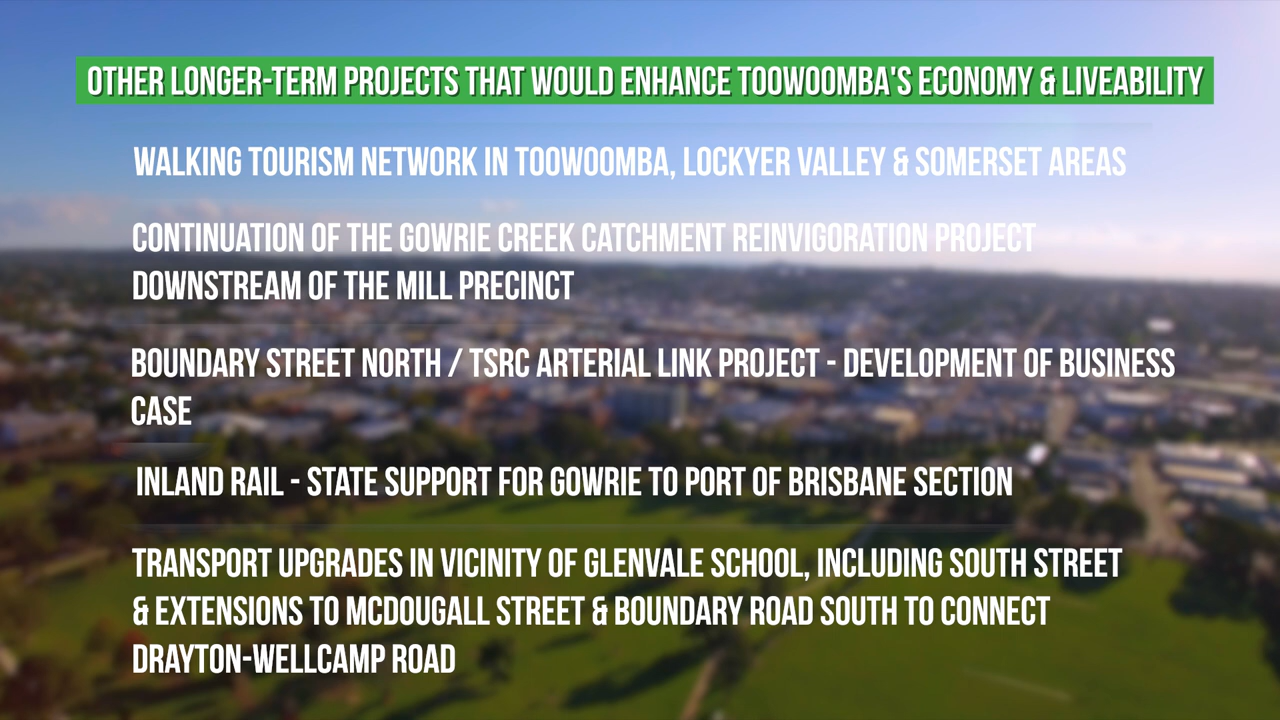 OTHER LONGER-TERM PROJECTS THAT WOULD ENHANCE TOOWOOMBA'S ECONOMY & LIVEABILITY
WALKING TOURISM NETWORK IN TOOWOOMBA, LOCKYER VALLEY & SOMERSET AREAS
CONTINUATION OF THE GOWRIE CREEK CATCHMENT REINVIGORATION PROJECT
DOWNSTREAM OF THE MILL PRECINCT
BOUNDARY STREET NORTH / TSRC ARTERIAL LINK PROJECT - DEVELOPMENT OF BUSINESS
CASE
INLAND RAIL - STATE SUPPORT FOR GOWRIE TO PORT OF BRISBANE SECTION
TRANSPORT UPGRADES IN VICINITY OF GLENVALE SCHOOL, INCLUDING SOUTH STREET
& EXTENSIONS TO MCDOUGALL STREET & BOUNDARY ROAD SOUTH TO CONNECT
DRAYTON-WELLCAMP ROAD